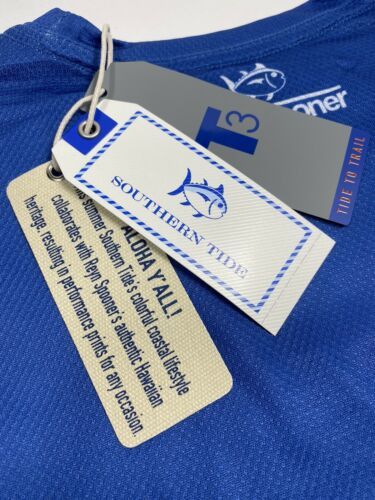 Spooner
T3
TIDE TO TRAIL
SOUTHERN TIDE
ALOHA Y'ALL!
summer Southern Tide's colorful coastal lifestyle
collaborates with Reyn Spooner's authentic Hawaiian
heritage, resulting in performance prints for any occasion.